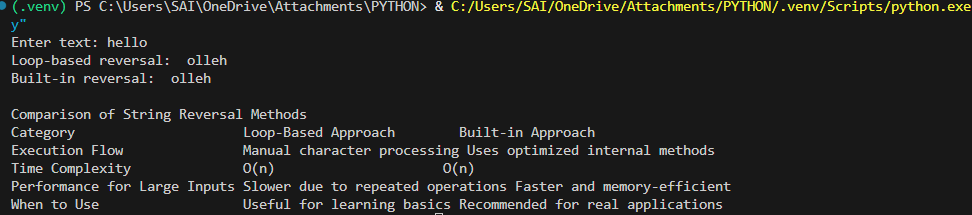 (.venv) PS C:\Users\SAI\OneDrive\Attachments\PYTHON> & C:/Users/SAI/OneDrive/Attachments/PYTHON/.venv/Scripts/python.exe
y"
Enter text: hello
Loop-based reversal:  olleh
Built-in reversal:  olleh

Comparison of String Reversal Methods
Category                     Loop-Based Approach        Built-in Approach
Execution Flow               Manual character processing Uses optimized internal methods
Time Complexity              O(n)                     O(n)
Performance for Large Inputs Slower due to repeated operations Faster and memory-efficient
When to Use                  Useful for learning basics Recommended for real applications